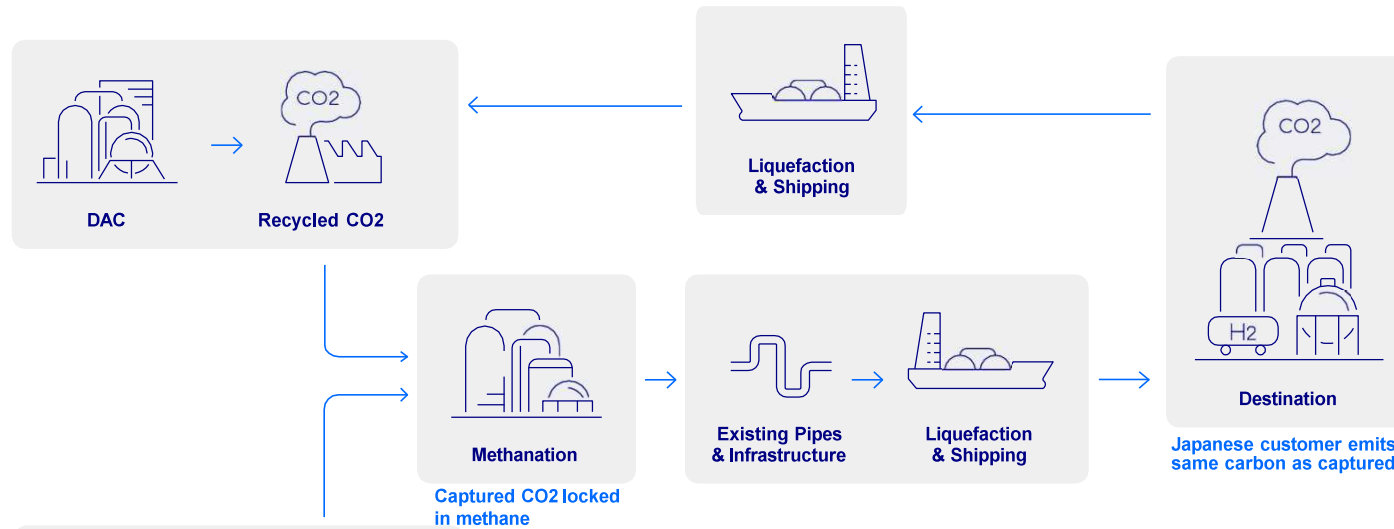 CO2
DAC
Recycled CO2
Liquefaction
& Shipping
CO2
H2
Destination
Japanese customer emits
same carbon as captured
Methanation
Captured CO2 locked
in methane
Existing Pipes
& Infrastructure
Liquefaction
& Shipping